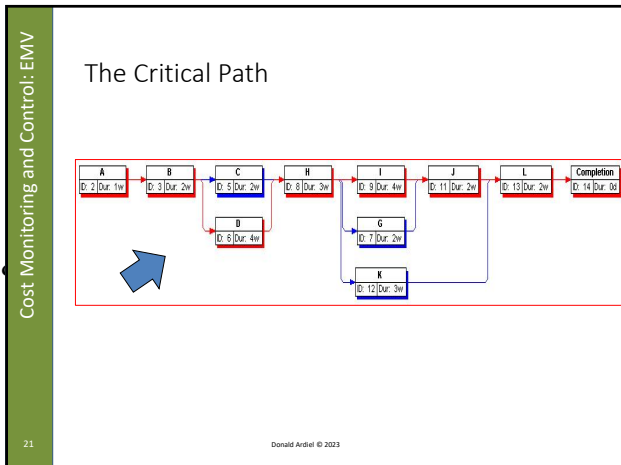 Cost Monitoring and Control: EMV
The Critical Path
A
ID: 2 Dur: 1w
B
ID: 3 Dur: 2w
C
ID: 5 Dur: 2w
H
ID: 8 Dur: 3w
I
ID: 9 Dur: 4w
J
ID: 11 Dur: 2w
L
ID: 13 Dur: 2w
Completion
ID: 14 Dur: 0d
D
ID: 6 Dur: 4w
G
ID: 7 Dur: 2w
K
ID: 12 Dur: 3w
21
Donald Ardiel © 2023